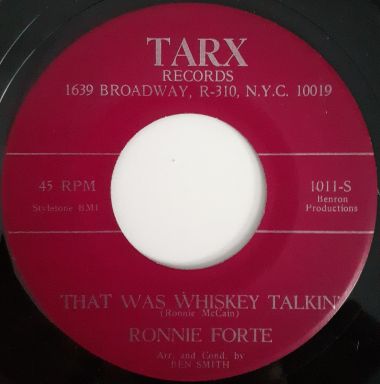 TARX
RECORDS
1639 BROADWAY, R-310, N.Y.C. 10019
45 RPM
Styletone BMI
1011-S
Benron
Productions
THAT WAS WHISKEY TALKIN'
(Ronnie McCain)
RONNIE FORTE
Arr. and Cond. by
BEN SMITH